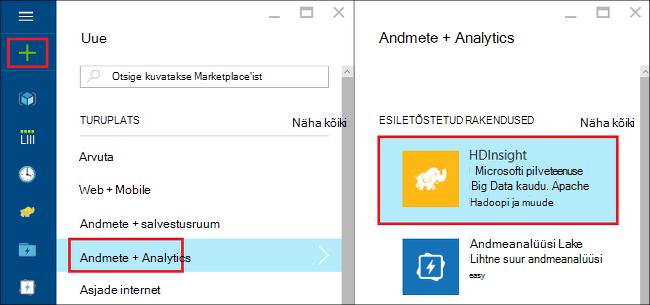 Uue
Otsige kuvatakse Marketplace'ist
TURUPLATS
Näha kõiki
Arvuta
Web + Mobile
Andmete + salvestusruum
Andmete + Analytics
Asjade internet
Andmete + Analytics
ESILETÕSTETUD RAKENDUSED
Näha kõiki
HDInsight
Microsofti pilveteenuse
Big Data kaudu. Apache
Hadoopi ja muude
Andmeanalüüsi Lake
Lihtne suur andmeanalüüsi
easy